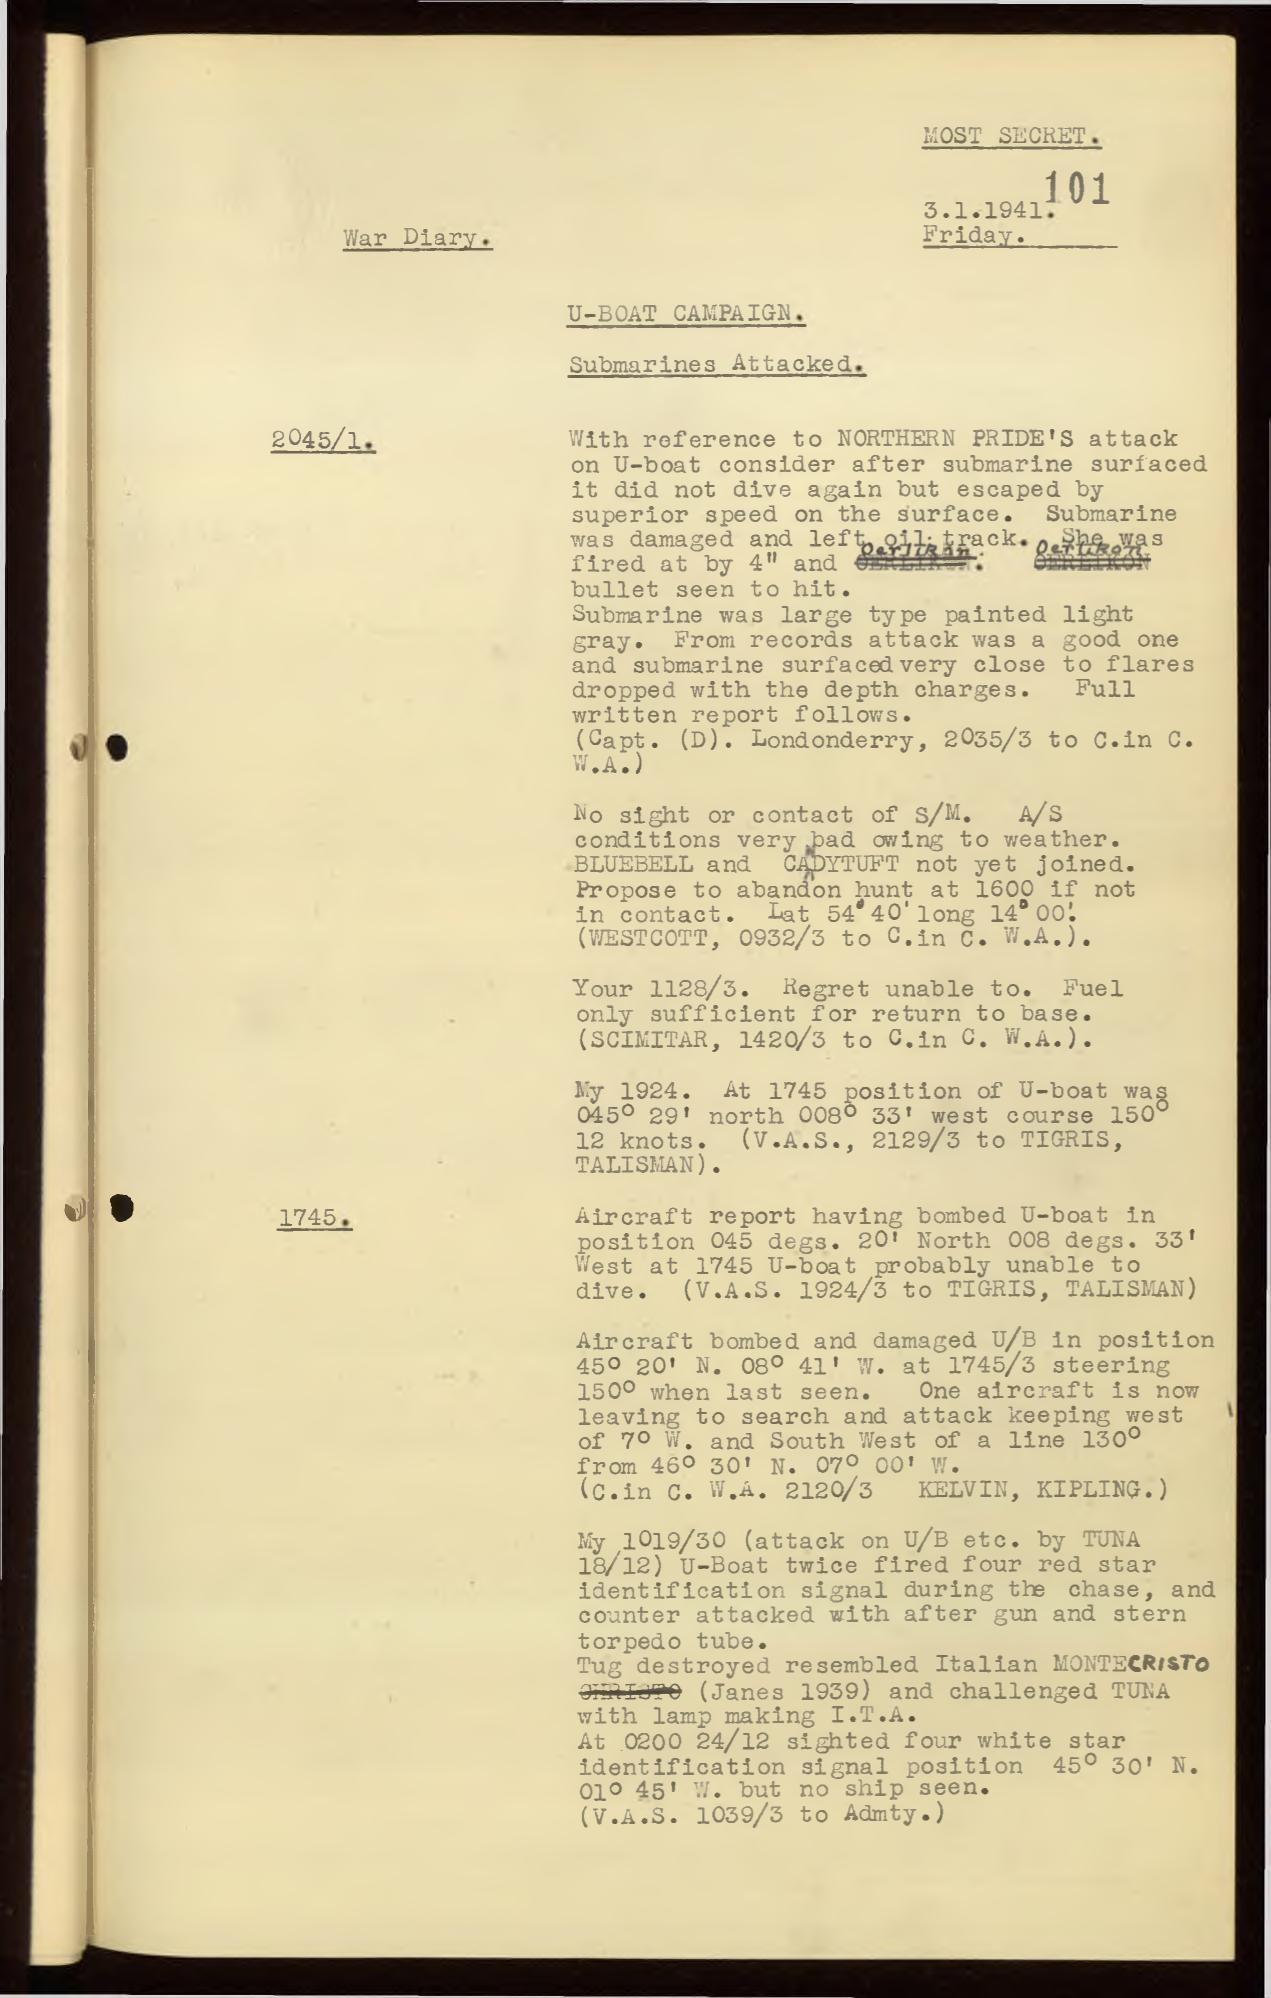 MOST SECRET.
101
3.1.1941.
War Diary.
Friday.
U-BOAT CAMPAIGN.
Submarines Attacked.
2045/1.
With reference to NORTHERN PRIDE'S attack
on U-boat consider after submarine surfaced
it did not dive again but escaped by
superior speed on the surface. Submarine
was damaged and left oil track. She was
Oerlikon Oerlikon
fired at by 4" and OERLIKON. OERLIKON
bullet seen to hit.
Submarine was large type painted light
gray. From records attack was a good one
and submarine surfaced very close to flares
dropped with the depth charges. Full
written report follows.
(Capt. (D). Londonderry, 2035/3 to C.in C.
W.A.)
No sight or contact of S/M. A/S
conditions very bad owing to weather.
BLUEBELL and CADYTUFT not yet joined.
Propose to abandon hunt at 1600 if not
in contact. Lat 54° 40' long 14° 00'.
(WESTCOTT, 0932/3 to C.in C. W.A.).
Your 1128/3. Regret unable to. Fuel
only sufficient for return to base.
(SCIMITAR, 1420/3 to C.in C. W.A.).
My 1924. At 1745 position of U-boat was
045° 29' north 008° 33' west course 150°
12 knots. (V.A.S., 2129/3 to TIGRIS,
TALISMAN).
1745.
Aircraft report having bombed U-boat in
position 045 degs. 20' North 008 degs. 33'
West at 1745 U-boat probably unable to
dive. (V.A.S. 1924/3 to TIGRIS, TALISMAN)
Aircraft bombed and damaged U/B in position
45° 20' N. 08° 41' W. at 1745/3 steering
150° when last seen. One aircraft is now
leaving to search and attack keeping west
of 7° W. and South West of a line 130°
from 46° 30' N. 07° 00' W.
(C.in C. W.A. 2120/3 KELVIN, KIPLING.)
My 1019/30 (attack on U/B etc. by TUNA
18/12) U-Boat twice fired four red star
identification signal during the chase, and
counter attacked with after gun and stern
torpedo tube.
Tug destroyed resembled Italian MONTECRISTO
CHRISTO (Janes 1939) and challenged TUNA
with lamp making I.T.A.
At 0200 24/12 sighted four white star
identification signal position 45° 30' N.
01° 45' W. but no ship seen.
(V.A.S. 1039/3 to Admty.)